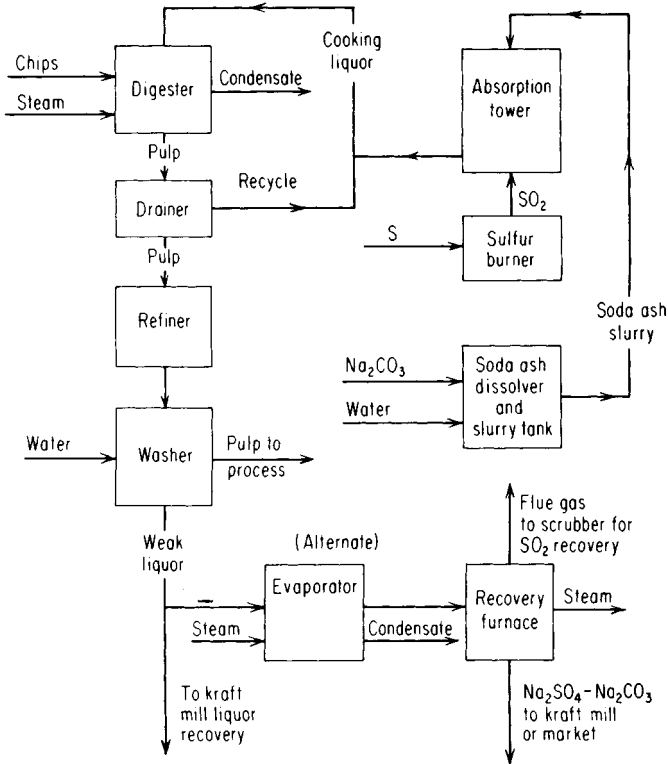 Chips
Steam
Digester
Condensate
Cooking
liquor
Absorption
tower
Pulp
Drainer
Recycle
SO₂
S
Sulfur
burner
Pulp
Refiner
Soda ash
slurry
Na₂CO₃
Water
Soda ash
dissolver
and
slurry tank
Water
Washer
Pulp to
process
Weak
liquor
(Alternate)
Flue gas
to scrubber for
SO₂ recovery
Evaporator
Steam
Condensate
Recovery
furnace
Steam
To kraft
mill liquor
recovery
Na₂SO₄–Na₂CO₃
to kraft mill
or market